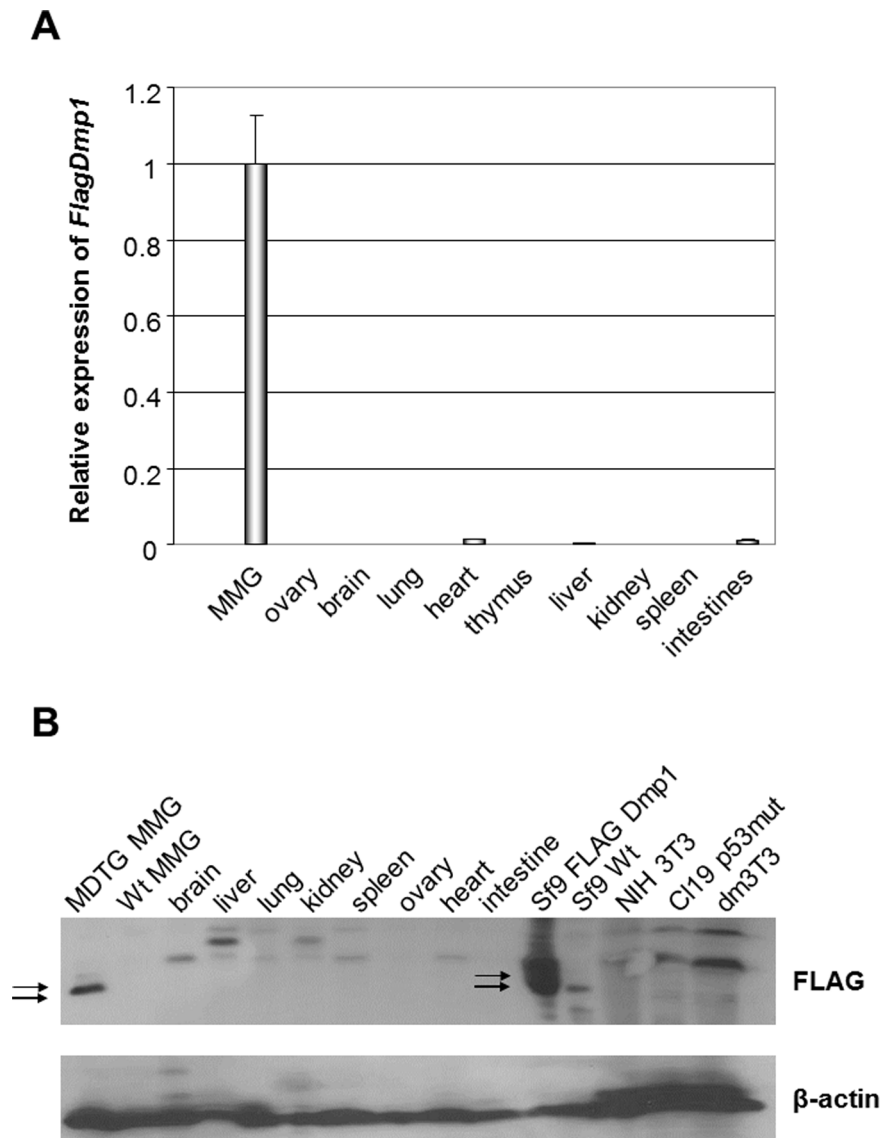 A
Relative expression of FlagDmp1
1.2
1
0.8
0.6
0.4
0.2
0
MMG
ovary
brain
lung
heart
thymus
liver
kidney
spleen
intestines
B
MDTG MMG
Wt MMG
brain
liver
lung
kidney
spleen
ovary
heart
intestine
Sf9 FLAG Dmp1
Sf9 Wt
NIH 3T3
Cl19 p53mut
dm3T3
FLAG
β-actin